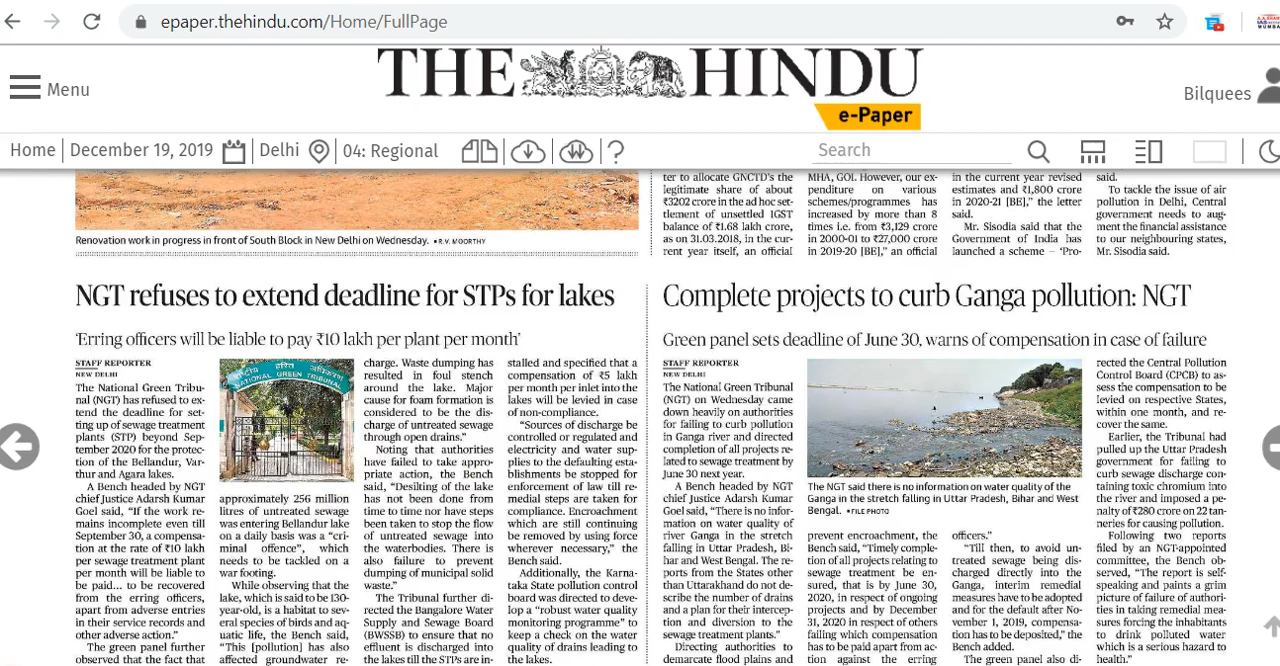 epaper.thehindu.com/Home/FullPage
THE HINDU
e-Paper
Menu
Bilquees
Home
December 19, 2019
Delhi
04: Regional
?
Search
Renovation work in progress in front of South Block in New Delhi on Wednesday. ▪R.V. MOORTHY
ter to allocate GNCTD's the
legitimate share of about
₹3202 crore in the ad hoc set-
tlement of unsettled IGST
balance of ₹1.68 lakh crore,
as on 31.03.2018, in the cur-
rent year itself, an official
MHA, GOI. However, our ex-
penditure on various
schemes/programmes has
increased by more than 8
times i.e. from ₹3,129 crore
in 2000-01 to ₹27,000 crore
in 2019-20 [BE]," an official
in the current year revised
estimates and ₹1,800 crore
in 2020-21 [BE]," the letter
said.
Mr. Sisodia said that the
Government of India has
launched a scheme – 'Pro-
said.
To tackle the issue of air
pollution in Delhi, Central
government needs to aug-
ment the financial assistance
to our neighbouring states,
Mr. Sisodia said.
NGT refuses to extend deadline for STPs for lakes
'Erring officers will be liable to pay ₹10 lakh per plant per month'
STAFF REPORTER
NEW DELHI
The National Green Tribu-
nal (NGT) has refused to ex-
tend the deadline for set-
ting up of sewage treatment
plants (STP) beyond Sep-
tember 2020 for the protec-
tion of the Bellandur, Var-
thur and Agara lakes.
A Bench headed by NGT
chief Justice Adarsh Kumar
Goel said, "If the work re-
mains incomplete even till
September 30, a compensa-
tion at the rate of ₹10 lakh
per sewage treatment plant
per month will be liable to
be paid... to be recovered
from the erring officers,
apart from adverse entries
in their service records and
other adverse action."
The green panel further
observed that the fact that
राष्ट्रीय हरित अधिकरण
NATIONAL GREEN TRIBUNAL
approximately 256 million
litres of untreated sewage
was entering Bellandur lake
on a daily basis was a "cri-
minal offence", which
needs to be tackled on a
war footing.
While observing that the
lake, which is said to be 130-
year-old, is a habitat to sev-
eral species of birds and aq-
uatic life, the Bench said,
"This [pollution] has also
affected groundwater re-
charge. Waste dumping has
resulted in foul stench
around the lake. Major
cause for foam formation is
considered to be the dis-
charge of untreated sewage
through open drains."
Noting that authorities
have failed to take appro-
priate action, the Bench
said, "Desilting of the lake
has not been done from
time to time nor have steps
been taken to stop the flow
of untreated sewage into
the waterbodies. There is
also failure to prevent
dumping of municipal solid
waste."
The Tribunal further di-
rected the Bangalore Water
Supply and Sewage Board
(BWSSB) to ensure that no
effluent is discharged into
the lakes till the STPs are in-
stalled and specified that a
compensation of ₹5 lakh
per month per inlet into the
lakes will be levied in case
of non-compliance.
"Sources of discharge be
controlled or regulated and
electricity and water sup-
plies to the defaulting esta-
blishments be stopped for
enforcement of law till re-
medial steps are taken for
compliance. Encroachment
which are still continuing
be removed by using force
wherever necessary," the
Bench said.
Additionally, the Karna-
taka State pollution control
board was directed to deve-
lop a "robust water quality
monitoring programme" to
keep a check on the water
quality of drains leading to
the lakes.
Complete projects to curb Ganga pollution: NGT
Green panel sets deadline of June 30, warns of compensation in case of failure
STAFF REPORTER
NEW DELHI
The National Green Tribunal
(NGT) on Wednesday came
down heavily on authorities
for failing to curb pollution
in Ganga river and directed
completion of all projects re-
lated to sewage treatment by
June 30 next year.
A Bench headed by NGT
chief Justice Adarsh Kumar
Goel said, "There is no infor-
mation on water quality of
river Ganga in the stretch
falling in Uttar Pradesh, Bi-
har and West Bengal. The re-
ports from the States other
than Uttarakhand do not de-
scribe the number of drains
and a plan for their intercep-
tion and diversion to the
sewage treatment plants."
Directing authorities to
demarcate flood plains and
The NGT said there is no information on water quality of the
Ganga in the stretch falling in Uttar Pradesh, Bihar and West
Bengal. ▪FILE PHOTO
prevent encroachment, the
Bench said, "Timely comple-
tion of all projects relating to
sewage treatment be en-
sured, that is by June 30,
2020, in respect of ongoing
projects and by December
31, 2020 in respect of others
failing which compensation
has to be paid apart from ac-
tion against the erring
officers."
"Till then, to avoid un-
treated sewage being dis-
charged directly into the
Ganga, interim remedial
measures have to be adopted
and for the default after No-
vember 1, 2019, compensa-
tion has to be deposited," the
Bench added.
The green panel also di-
rected the Central Pollution
Control Board (CPCB) to as-
sess the compensation to be
levied on respective States,
within one month, and re-
cover the same.
Earlier, the Tribunal had
pulled up the Uttar Pradesh
government for failing to
curb sewage discharge con-
taining toxic chromium into
the river and imposed a pe-
nalty of ₹280 crore on 22 tan-
neries for causing pollution.
Following two reports
filed by an NGT-appointed
committee, the Bench ob-
served, "The report is self-
speaking and paints a grim
picture of failure of authori-
ties in taking remedial mea-
sures forcing the inhabitants
to drink polluted water
which is a serious hazard to
health."